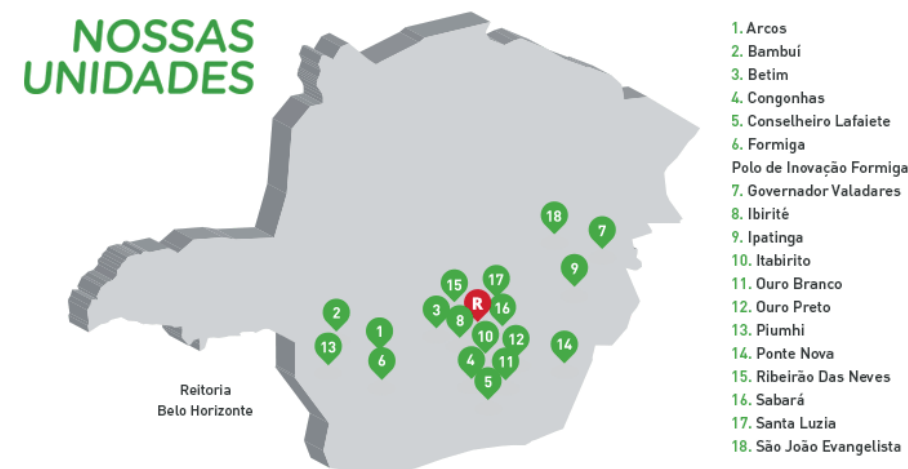 NOSSAS
UNIDADES
18
7
9
15
17
R
3
16
8
2
1
10
12
13
14
6
4
11
5
Reitoria
Belo Horizonte
1. Arcos
2. Bambuí
3. Betim
4. Congonhas
5. Conselheiro Lafaiete
6. Formiga
Polo de Inovação Formiga
7. Governador Valadares
8. Ibirité
9. Ipatinga
10. Itabirito
11. Ouro Branco
12. Ouro Preto
13. Piumhi
14. Ponte Nova
15. Ribeirão Das Neves
16. Sabará
17. Santa Luzia
18. São João Evangelista